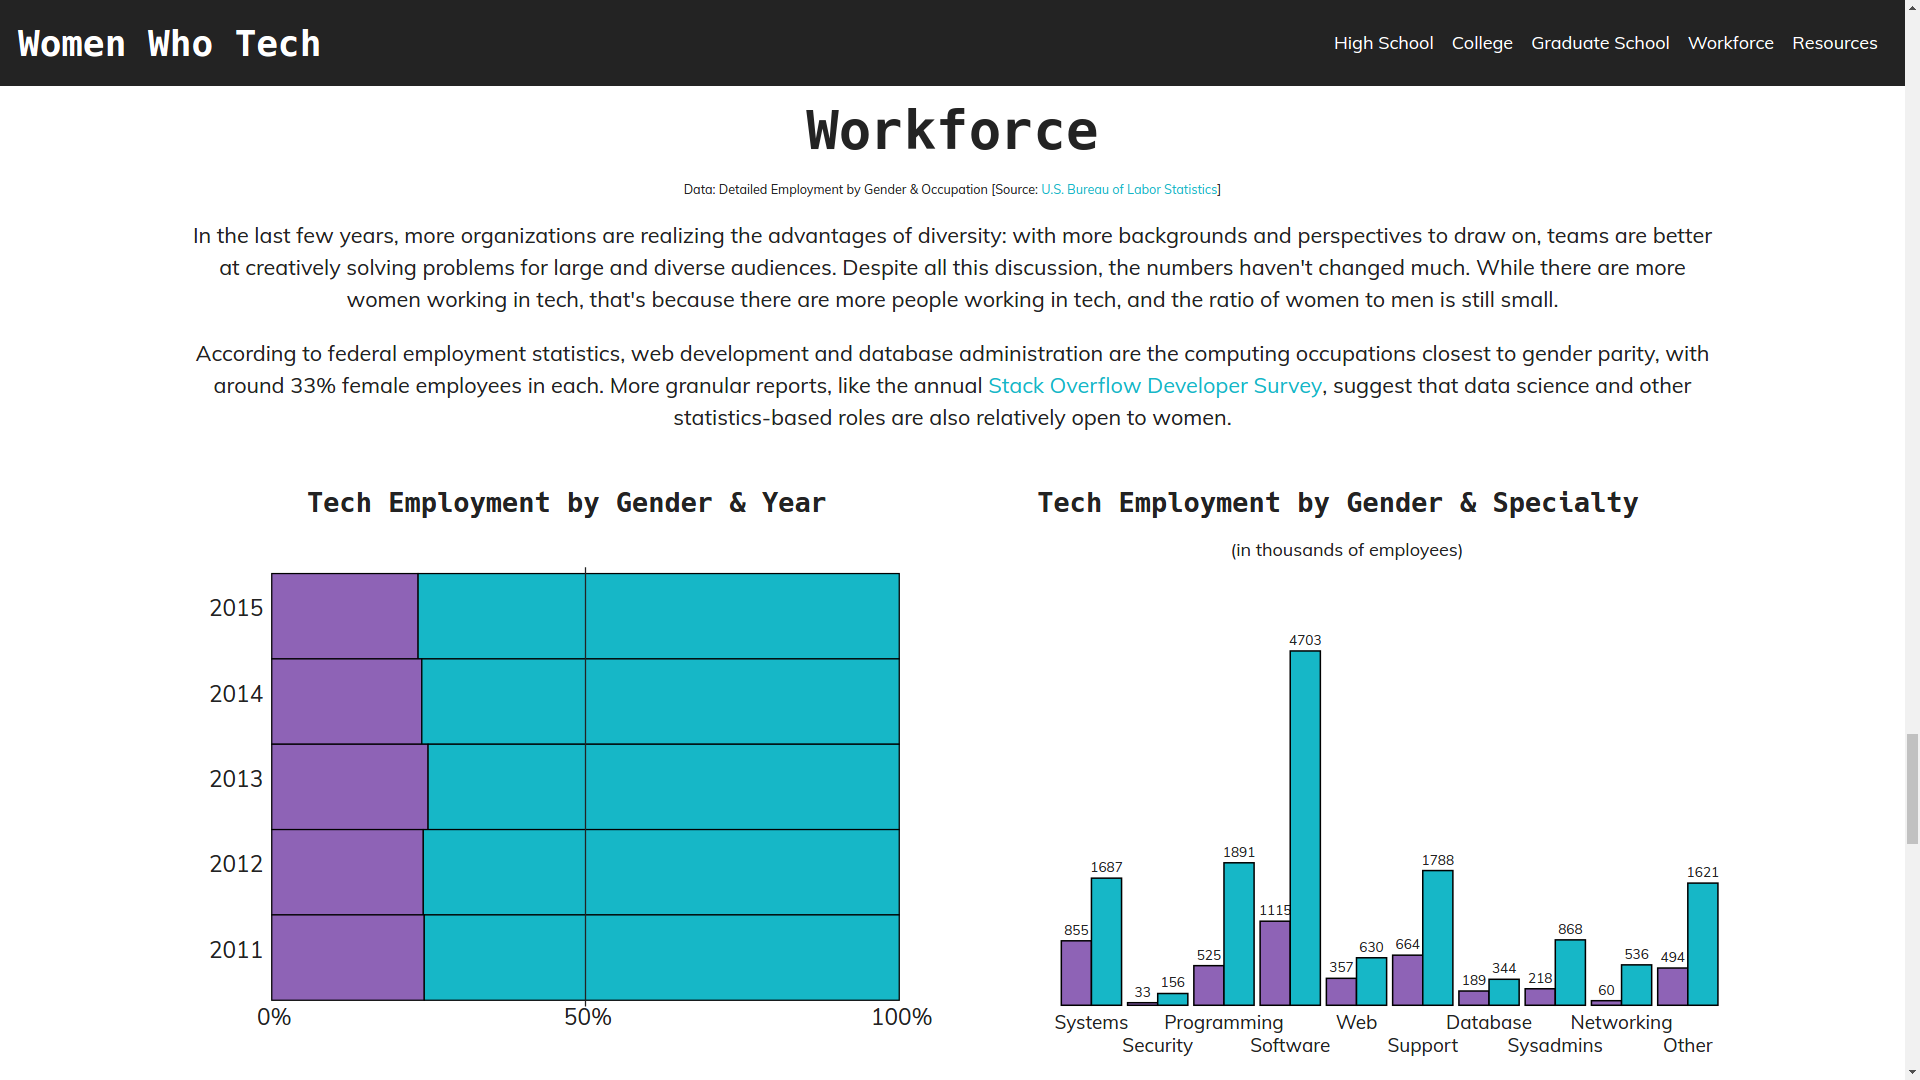 Women Who Tech
High School College Graduate School Workforce Resources
Workforce
Data: Detailed Employment by Gender & Occupation [Source: U.S. Bureau of Labor Statistics]
In the last few years, more organizations are realizing the advantages of diversity: with more backgrounds and perspectives to draw on, teams are better
at creatively solving problems for large and diverse audiences. Despite all this discussion, the numbers haven't changed much. While there are more
women working in tech, that's because there are more people working in tech, and the ratio of women to men is still small.
According to federal employment statistics, web development and database administration are the computing occupations closest to gender parity, with
around 33% female employees in each. More granular reports, like the annual Stack Overflow Developer Survey, suggest that data science and other
statistics-based roles are also relatively open to women.
Tech Employment by Gender & Year
2015
2014
2013
2012
2011
0% 50% 100%
Tech Employment by Gender & Specialty
(in thousands of employees)
855 1687 33 156 525 1891 1115 4703 357 630 664 1788 189 344 218 868 60 536 494 1621
Systems Programming Web Database Networking
Security Software Support Sysadmins Other